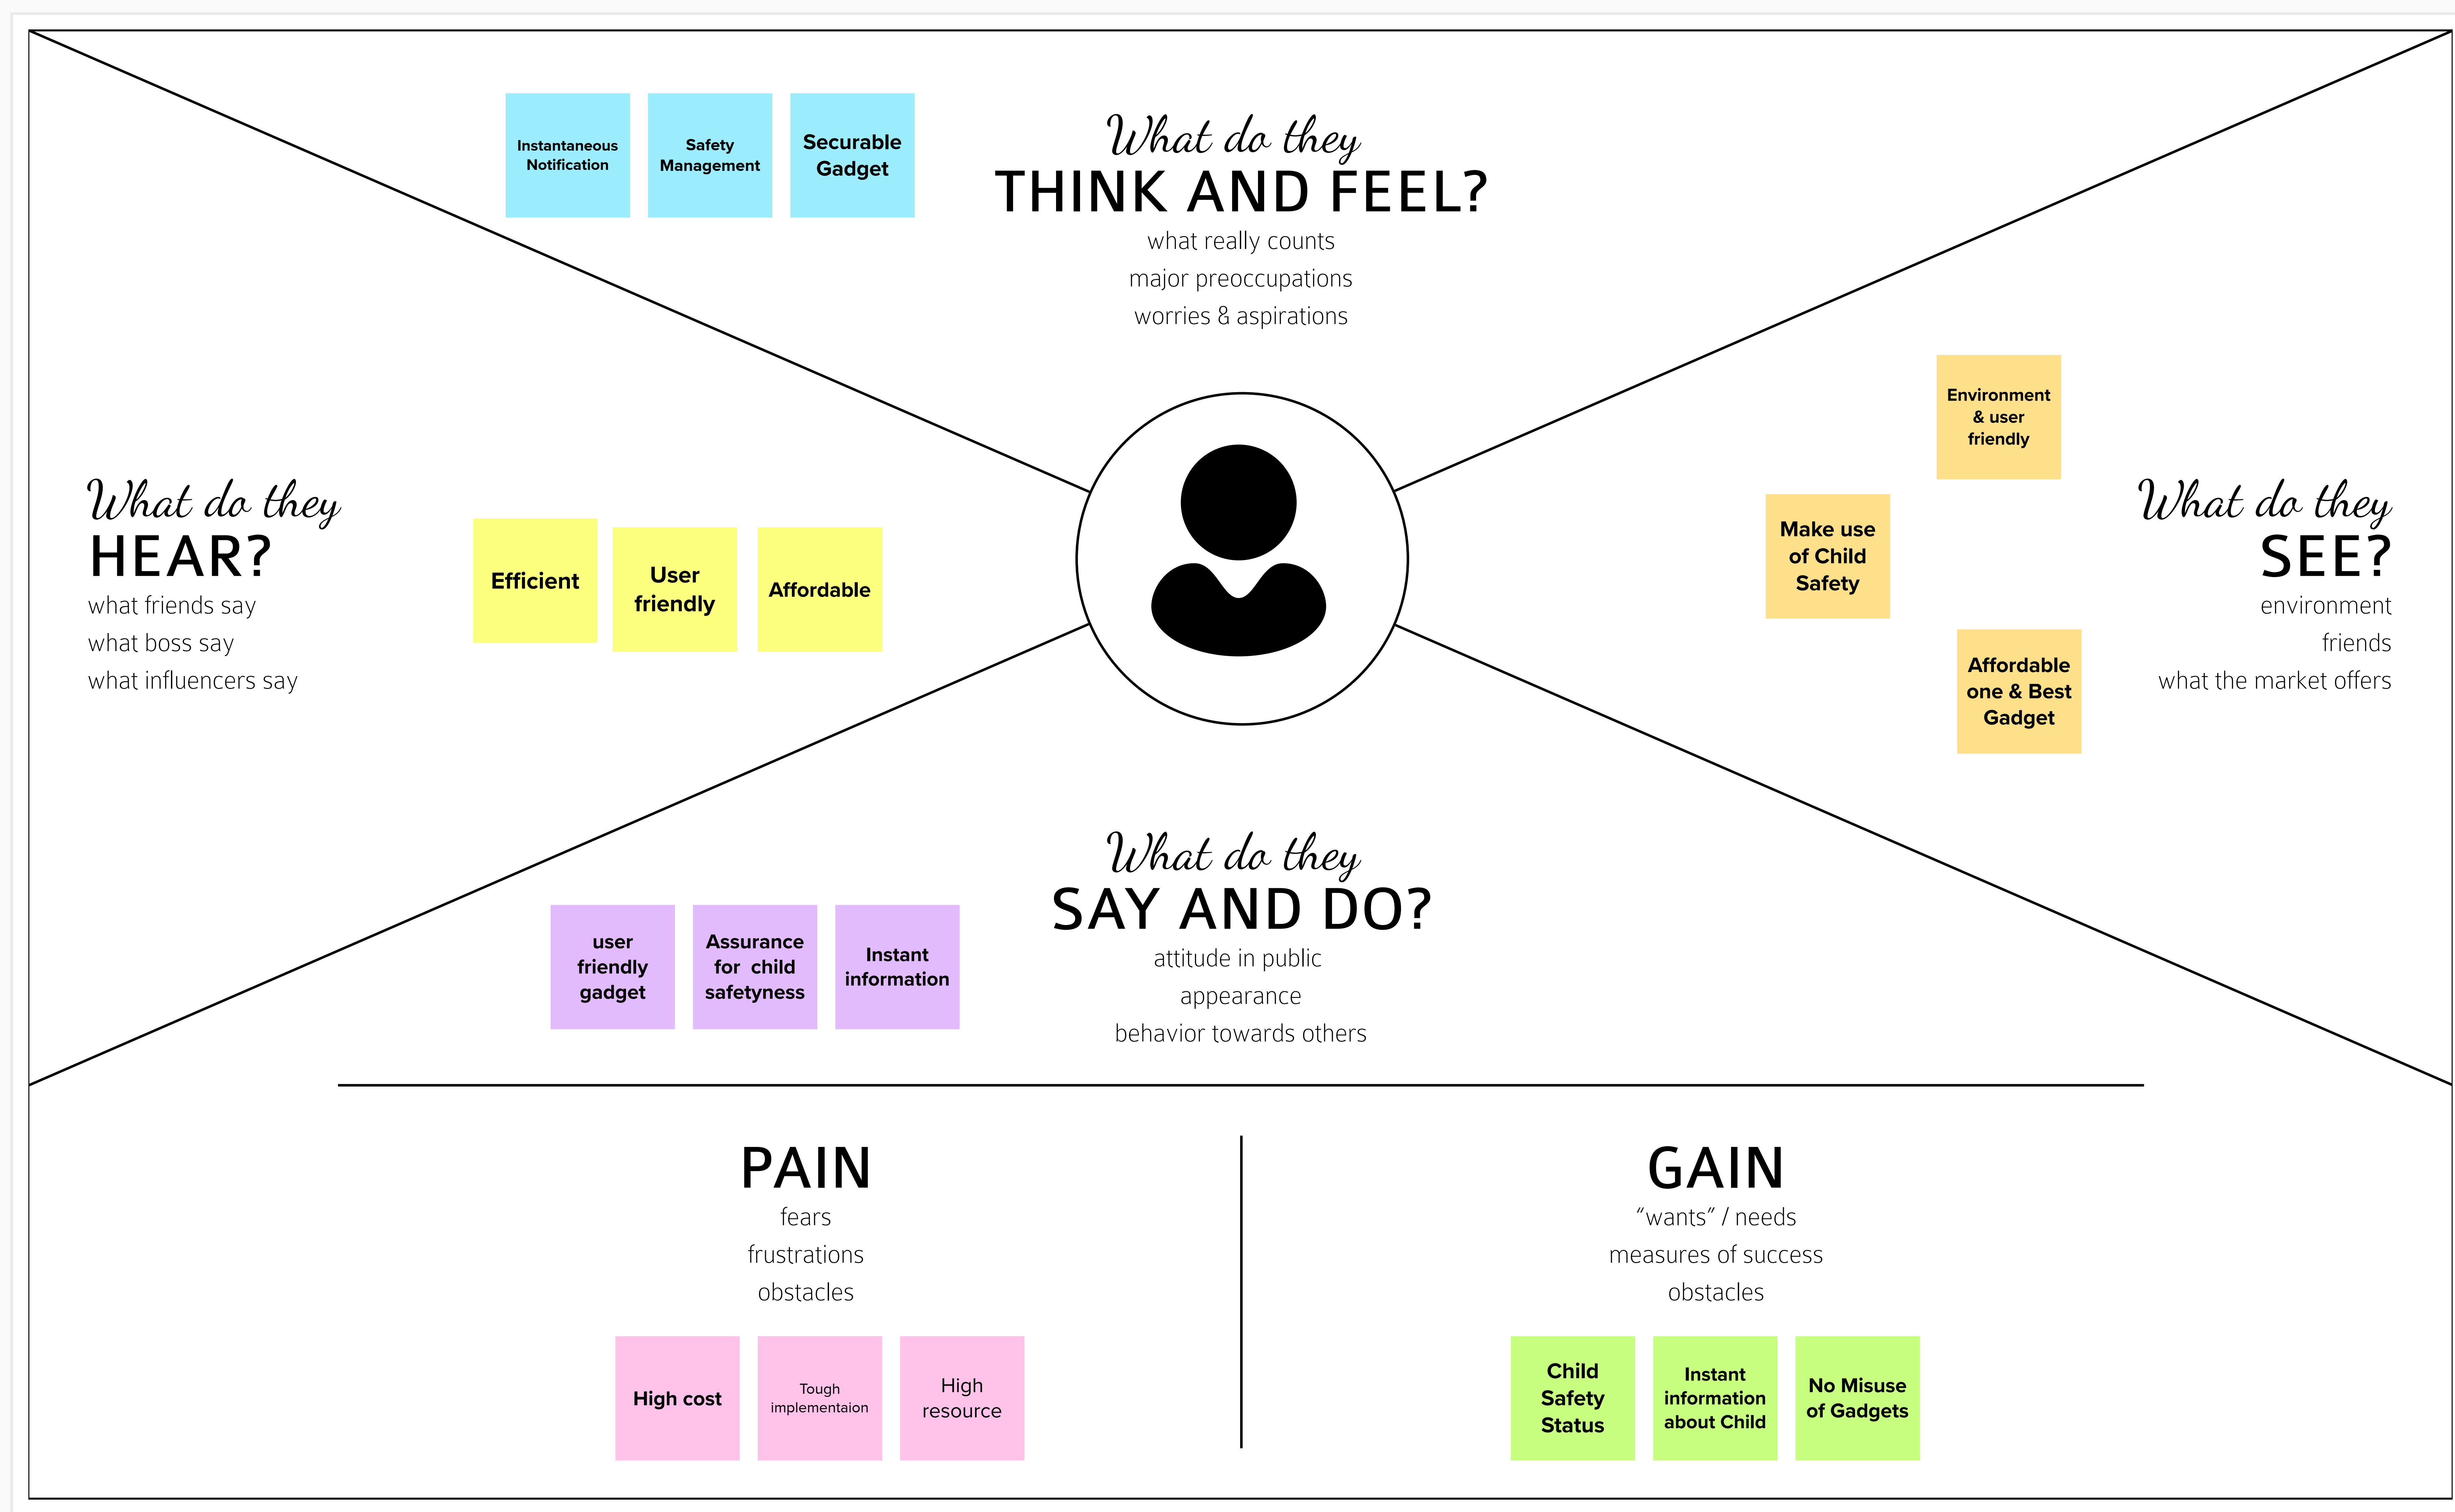 Instantaneous
Notification
Safety
Management
Securable
Gadget
What do they
THINK AND FEEL?
what really counts
major preoccupations
worries & aspirations
What do they
HEAR?
what friends say
what boss say
what influencers say
Efficient
User
friendly
Affordable
Environment
& user
friendly
Make use
of Child
Safety
Affordable
one & Best
Gadget
What do they
SEE?
environment
friends
what the market offers
What do they
SAY AND DO?
attitude in public
appearance
behavior towards others
user
friendly
gadget
Assurance
for child
safetyness
Instant
information
PAIN
fears
frustrations
obstacles
High cost
Tough
implementaion
High
resource
GAIN
“wants” / needs
measures of success
obstacles
Child
Safety
Status
Instant
information
about Child
No Misuse
of Gadgets